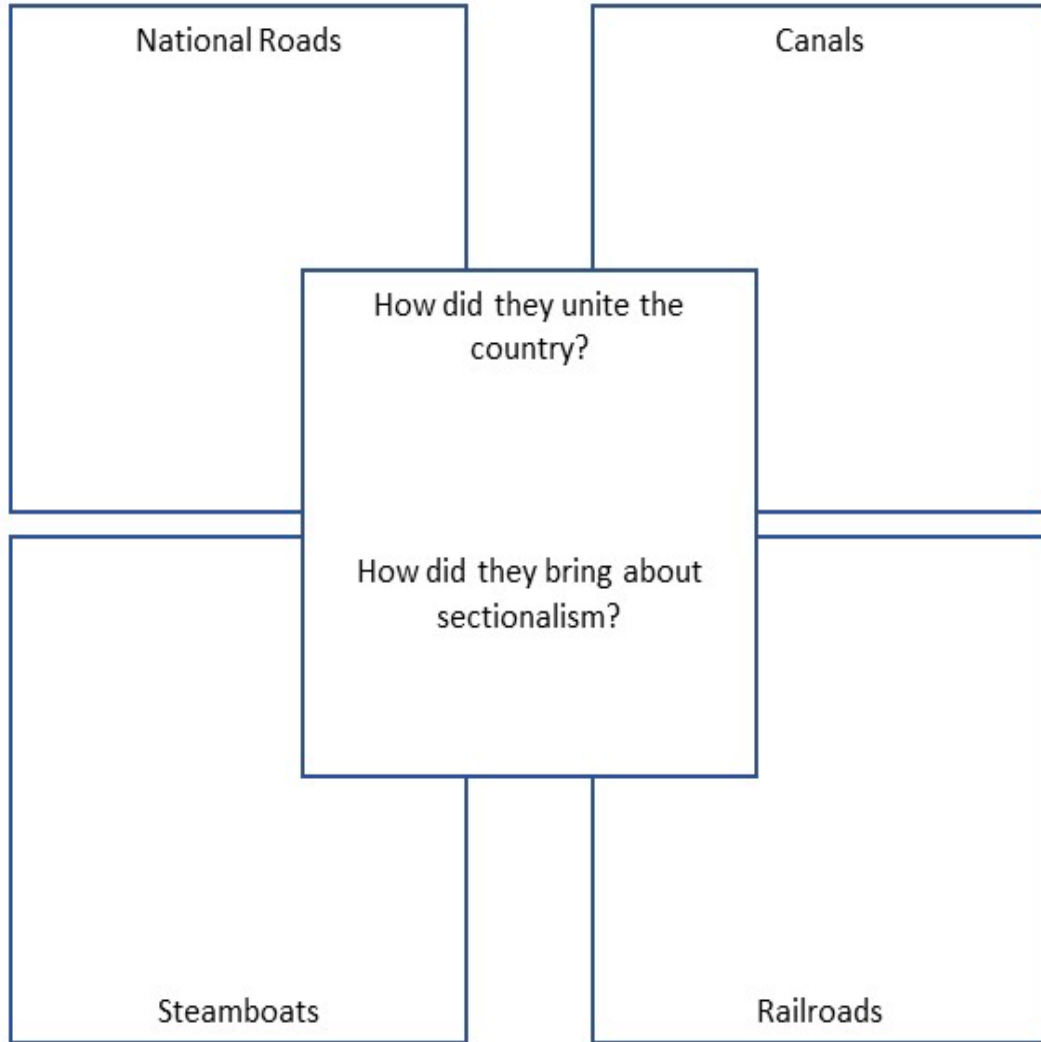 National Roads
Canals
How did they unite the
country?
How did they bring about
sectionalism?
Steamboats
Railroads